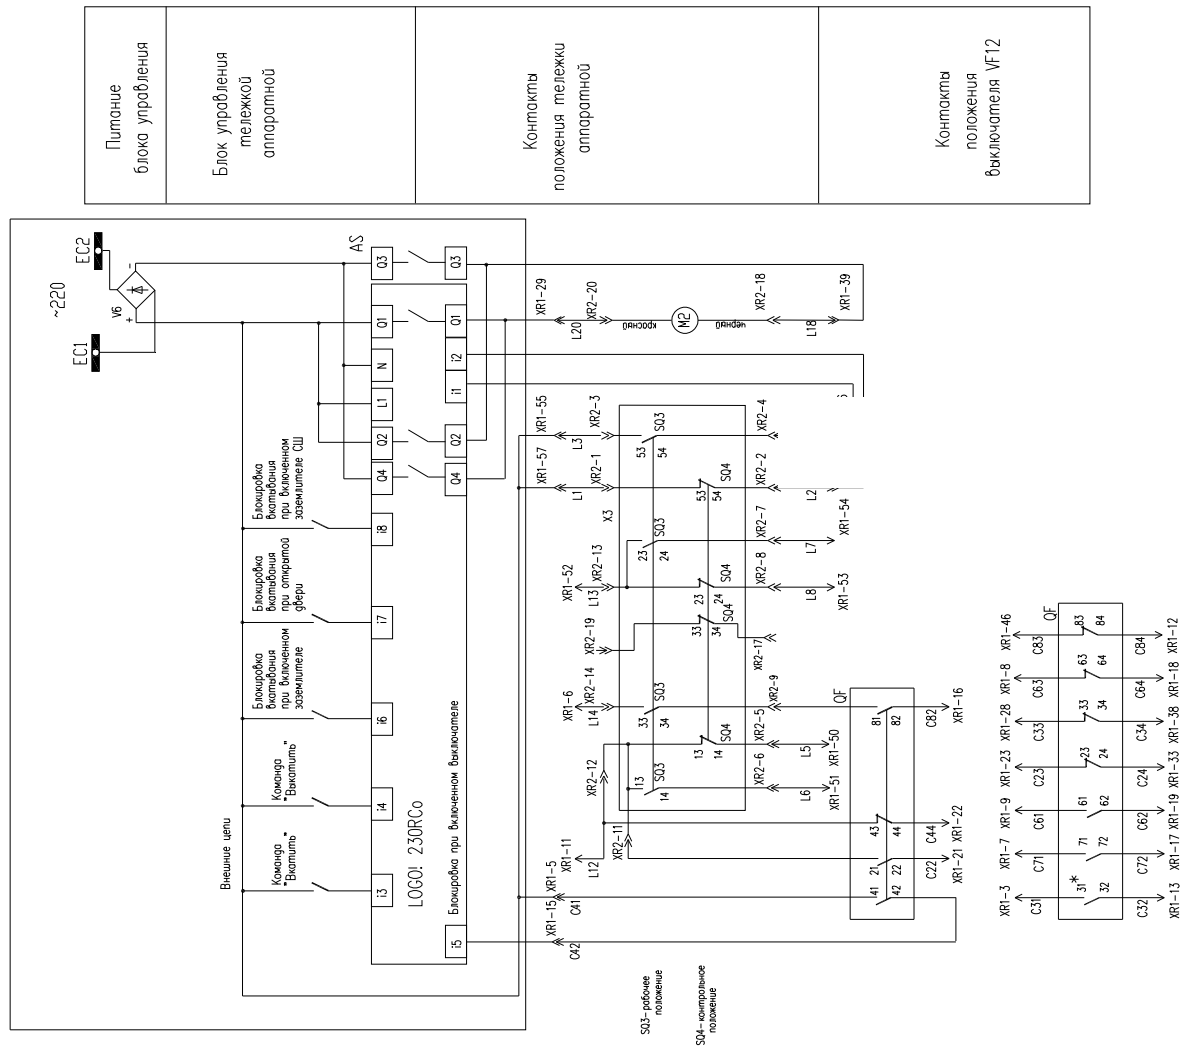 Питание
блока управления
Блок управления
тележкой
аппаратной
Контакты
положения тележки
аппаратной
Контакты
положения
выключателя VF12
EC2
~220
EC1
V6
-
+
AS
Q3
Q3
Q1
Q1
N
i2
L1
i1
Q2
Q2
Q4
Q4
i8
i7
i6
i4
i3
i5
LOGO! 230RCo
Блокировка
вкатывания
при включенном
заземлителе СШ
Блокировка
вкатывания
при открытой
двери
Блокировка
вкатывания
при включенном
заземлителе
Команда
"Выкатить"
Команда
"Вкатить"
Внешние цепи
Блокировка при включенном выключателе
XR1-29
L20
XR2-20
красный
M2
черный
XR2-18
L18
XR1-39
XR1-55
L3
XR2-3
53
54
SQ3
XR2-4
XR1-57
L1
XR2-1
X3
53
54
SQ4
XR2-2
L2
23
24
SQ3
XR2-7
L7
XR1-54
XR1-52
L13
XR2-13
23
24
SQ4
XR2-8
L8
XR1-53
XR2-19
33
34
SQ4
XR2-17
XR1-6
L14
XR2-14
33
34
SQ3
XR2-9
QF
81
82
C82
XR1-16
13
14
SQ4
XR2-5
L5
XR1-50
XR2-12
13
14
SQ3
XR2-6
L6
XR1-51
XR1-11
L12
XR2-11
43
44
C44
XR1-22
21
22
C22
XR1-21
XR1-5
C41
41
42
XR1-15
C42
SQ3-рабочее
положение
SQ4-контрольное
положение
QF
XR1-46
C83
83
84
C84
XR1-12
XR1-8
C63
63
64
C64
XR1-18
XR1-28
C33
33
34
C34
XR1-38
XR1-23
C23
23
24
C24
XR1-33
XR1-9
C61
61
62
C62
XR1-19
XR1-7
C71
71
72
C72
XR1-17
XR1-3
C31
31*
32
C32
XR1-13